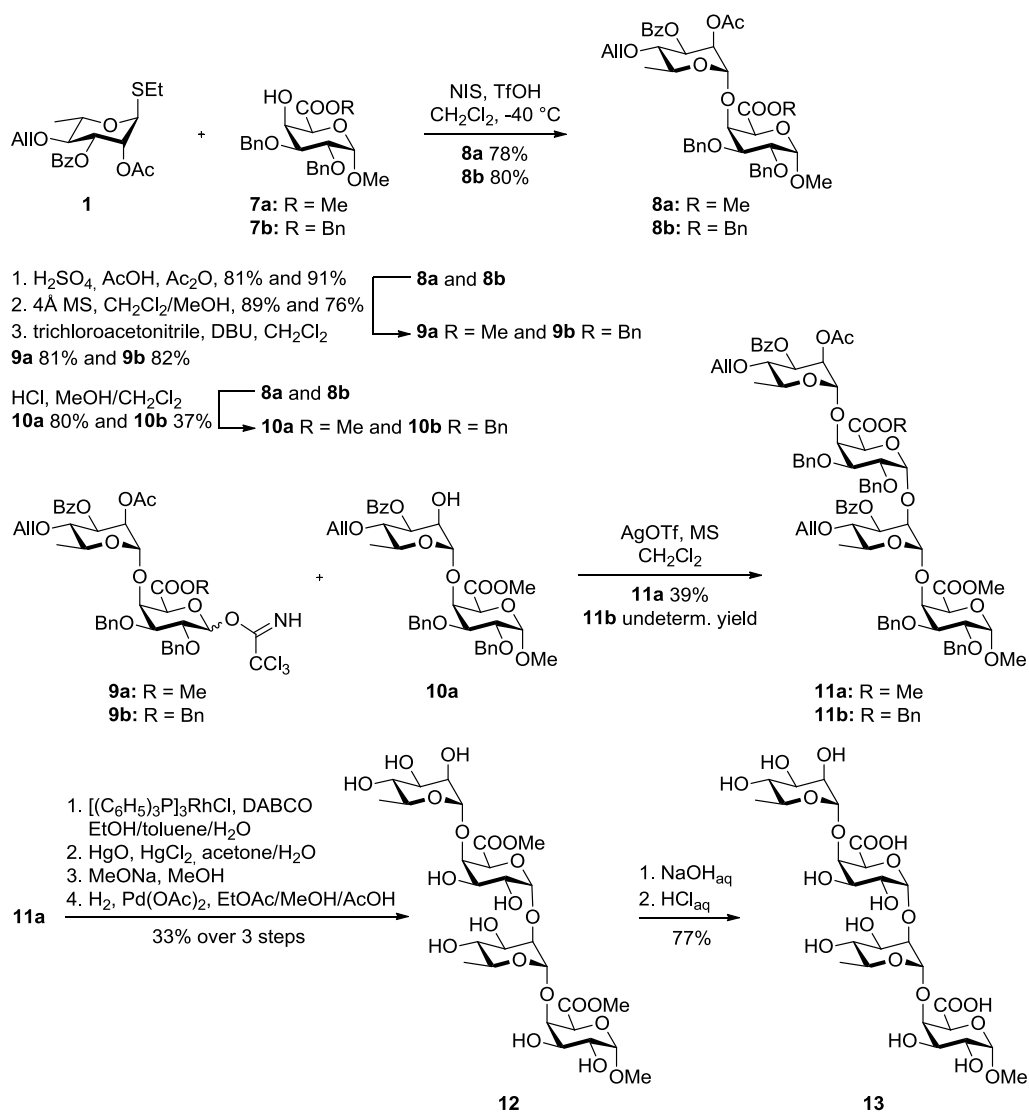 BzO
OAc
AllO
O
SEt
O
AllO
BzO
OAc
1
+
HO
COOR
O
BnO
BnO
OMe
7a: R = Me
7b: R = Bn
NIS, TfOH
CH2Cl2, -40 °C
8a 78%
8b 80%
O
COOR
O
BnO
BnO
OMe
8a: R = Me
8b: R = Bn
1. H2SO4, AcOH, Ac2O, 81% and 91%
2. 4Å MS, CH2Cl2/MeOH, 89% and 76%
3. trichloroacetonitrile, DBU, CH2Cl2
9a 81% and 9b 82%
8a and 8b
9a R = Me and 9b R = Bn
HCl, MeOH/CH2Cl2
10a 80% and 10b 37%
8a and 8b
10a R = Me and 10b R = Bn
BzO
OAc
AllO
O
O
COOR
O
BnO
BnO
O
NH
CCl3
9a: R = Me
9b: R = Bn
+
BzO
OH
AllO
O
O
COOMe
O
BnO
BnO
OMe
10a
AgOTf, MS
CH2Cl2
11a 39%
11b undeterm. yield
BzO
OAc
AllO
O
O
COOR
O
BnO
BnO
O
BzO
AllO
O
O
COOMe
O
BnO
BnO
OMe
11a: R = Me
11b: R = Bn
11a
1. [(C6H5)3P]3RhCl, DABCO
EtOH/toluene/H2O
2. HgO, HgCl2, acetone/H2O
3. MeONa, MeOH
4. H2, Pd(OAc)2, EtOAc/MeOH/AcOH
33% over 3 steps
HO
OH
HO
O
O
COOMe
O
HO
HO
O
HO
HO
O
O
COOMe
O
HO
HO
OMe
12
1. NaOHaq
2. HClaq
77%
HO
OH
HO
O
O
COOH
O
HO
HO
O
HO
HO
O
O
COOH
O
HO
HO
OMe
13